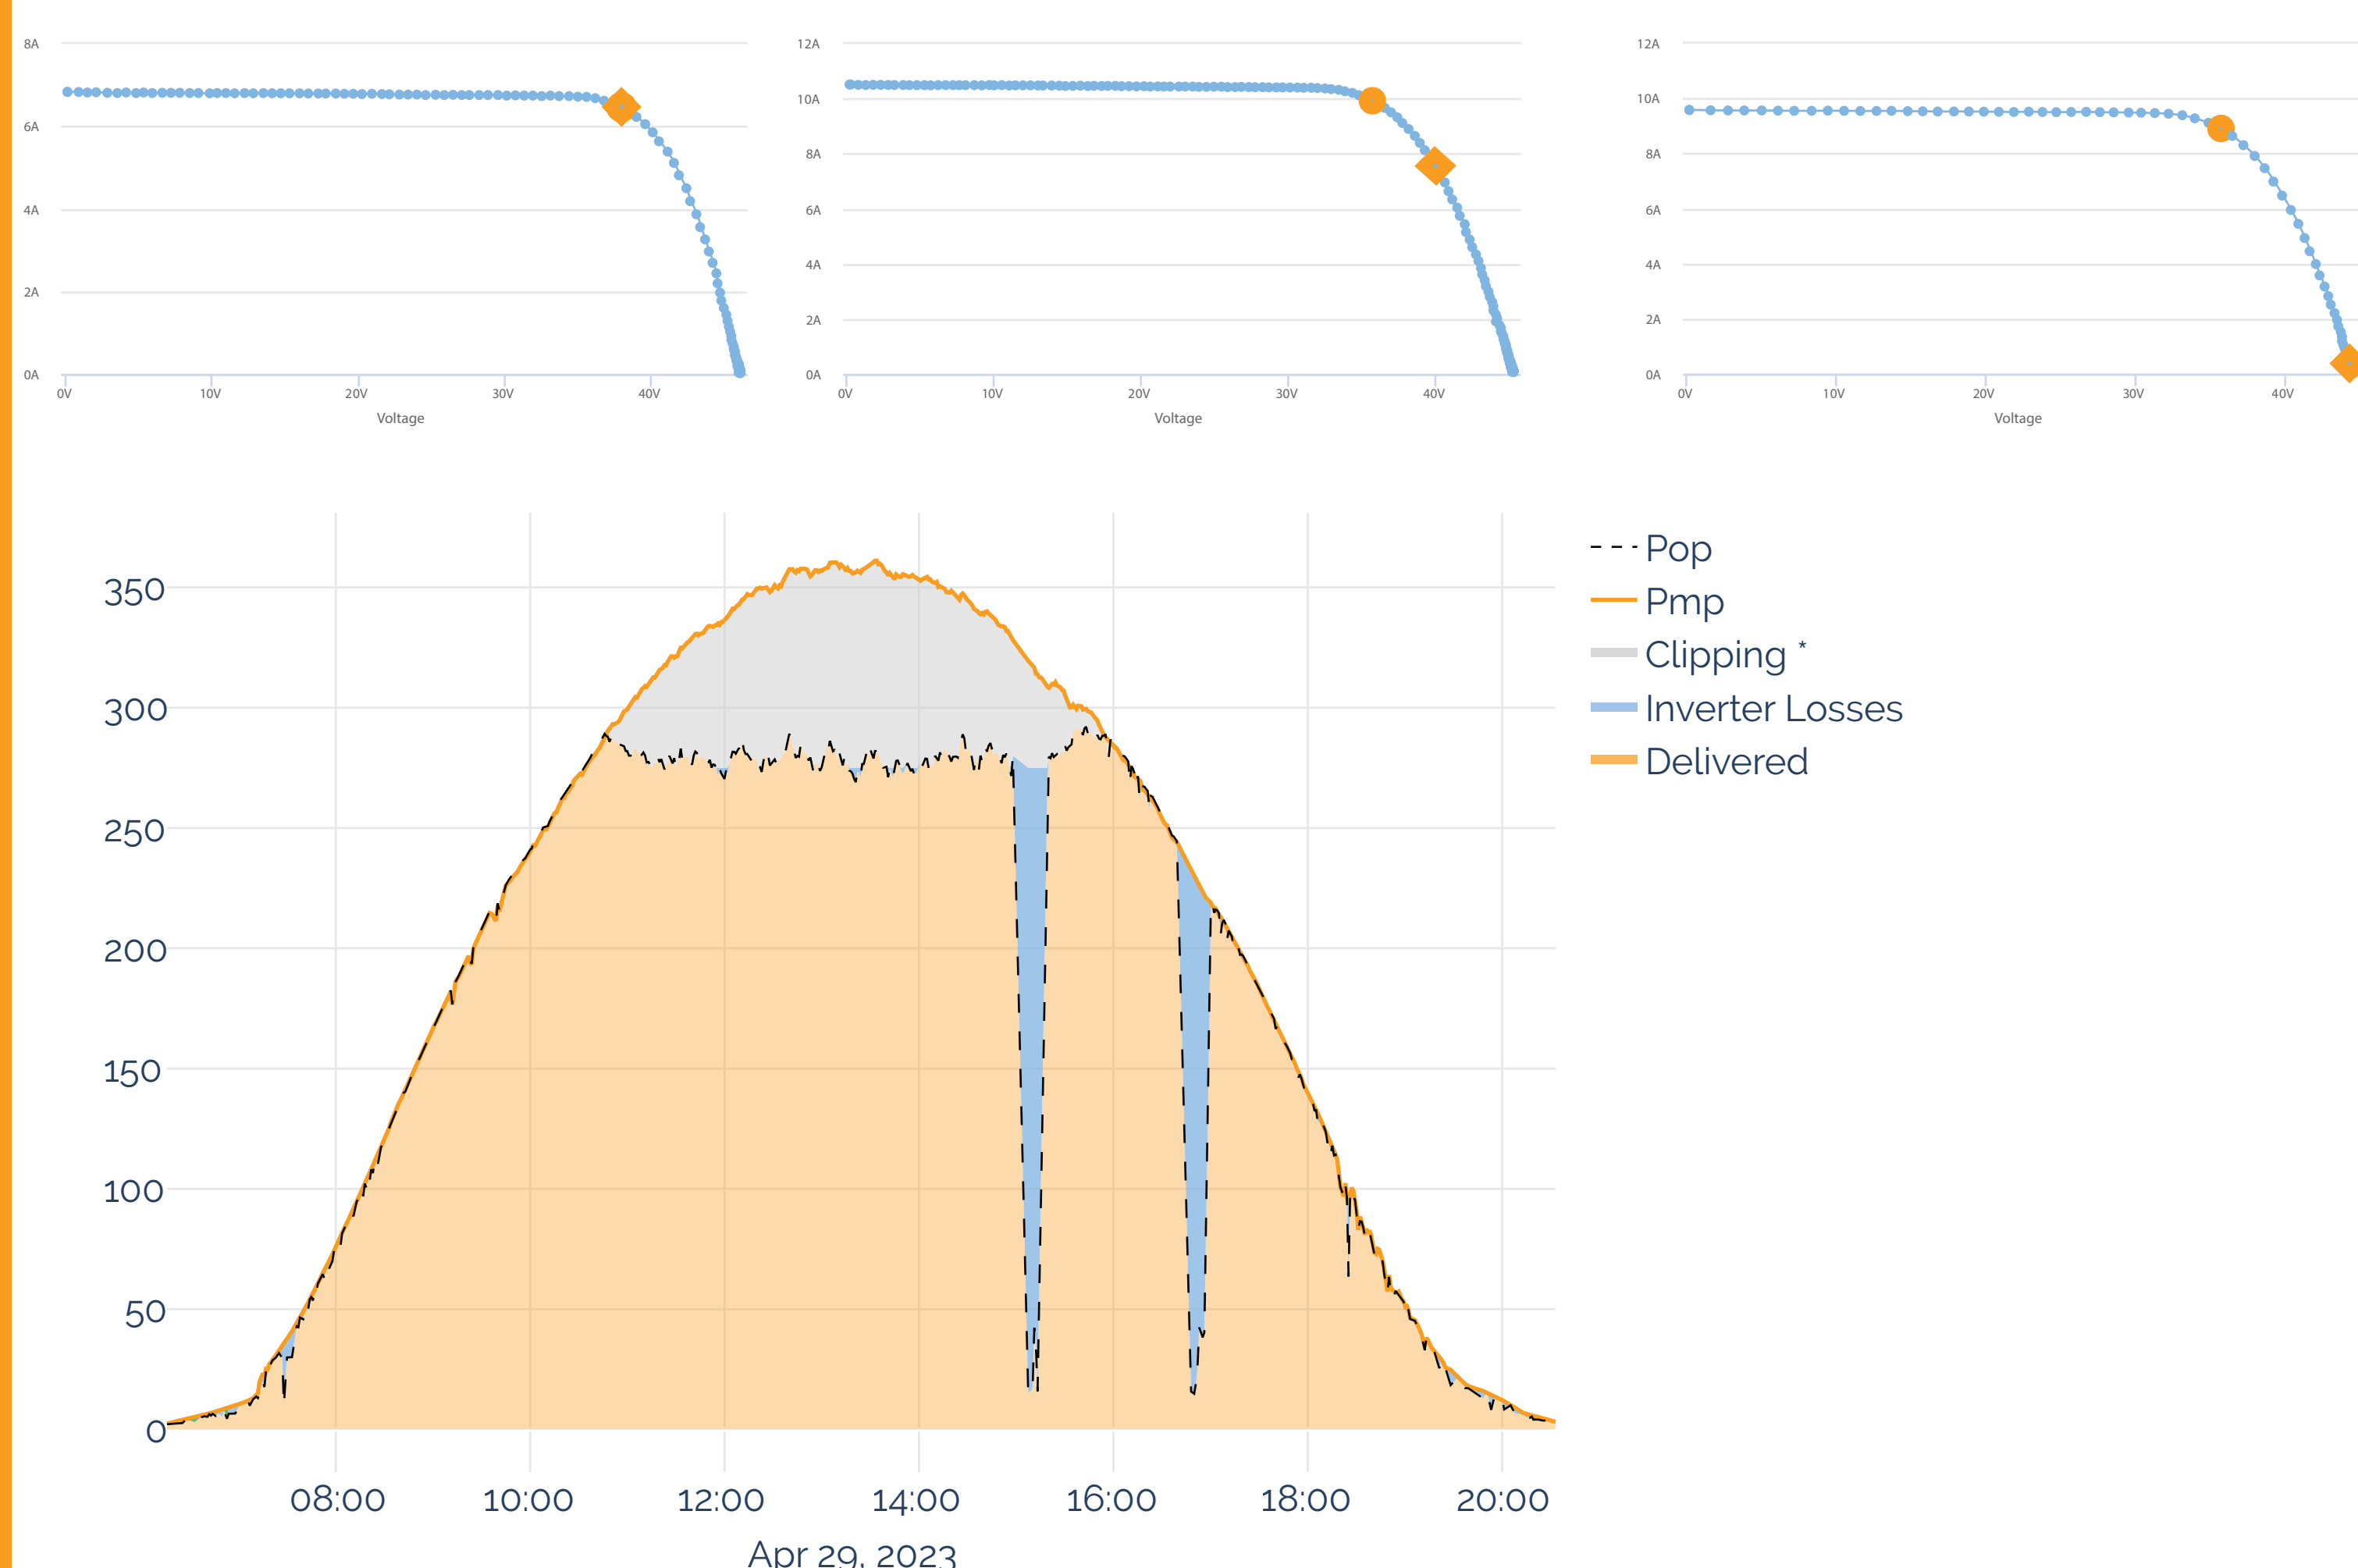 8A
6A
4A
2A
0A
0V 10V 20V 30V 40V
Voltage
12A
10A
8A
6A
4A
2A
0A
0V 10V 20V 30V 40V
Voltage
12A
10A
8A
6A
4A
2A
0A
0V 10V 20V 30V 40V
Voltage
350
300
250
200
150
100
50
0
08:00 10:00 12:00 14:00 16:00 18:00 20:00
Apr 29, 2023
Pop
Pmp
Clipping *
Inverter Losses
Delivered